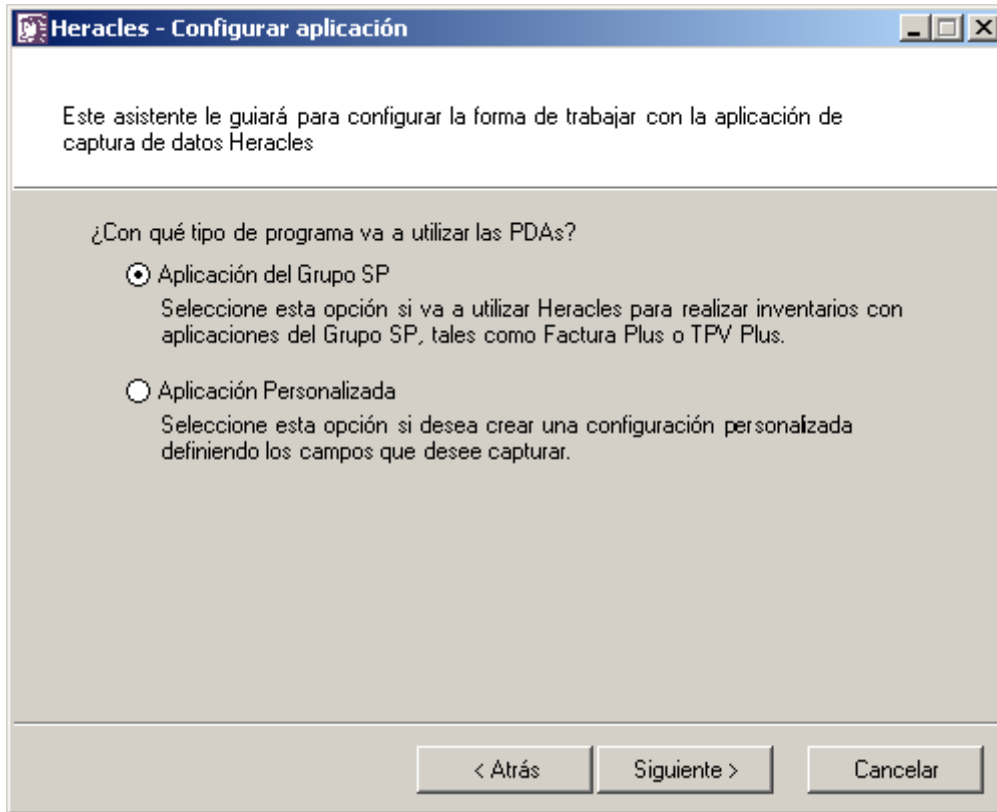 Heracles - Configurar aplicación
Este asistente le guiará para configurar la forma de trabajar con la aplicación de
captura de datos Heracles
¿Con qué tipo de programa va a utilizar las PDAs?
Aplicación del Grupo SP
Seleccione esta opción si va a utilizar Heracles para realizar inventarios con
aplicaciones del Grupo SP, tales como Factura Plus o TPV Plus.
Aplicación Personalizada
Seleccione esta opción si desea crear una configuración personalizada
definiendo los campos que desee capturar.
< Atrás
Siguiente >
Cancelar